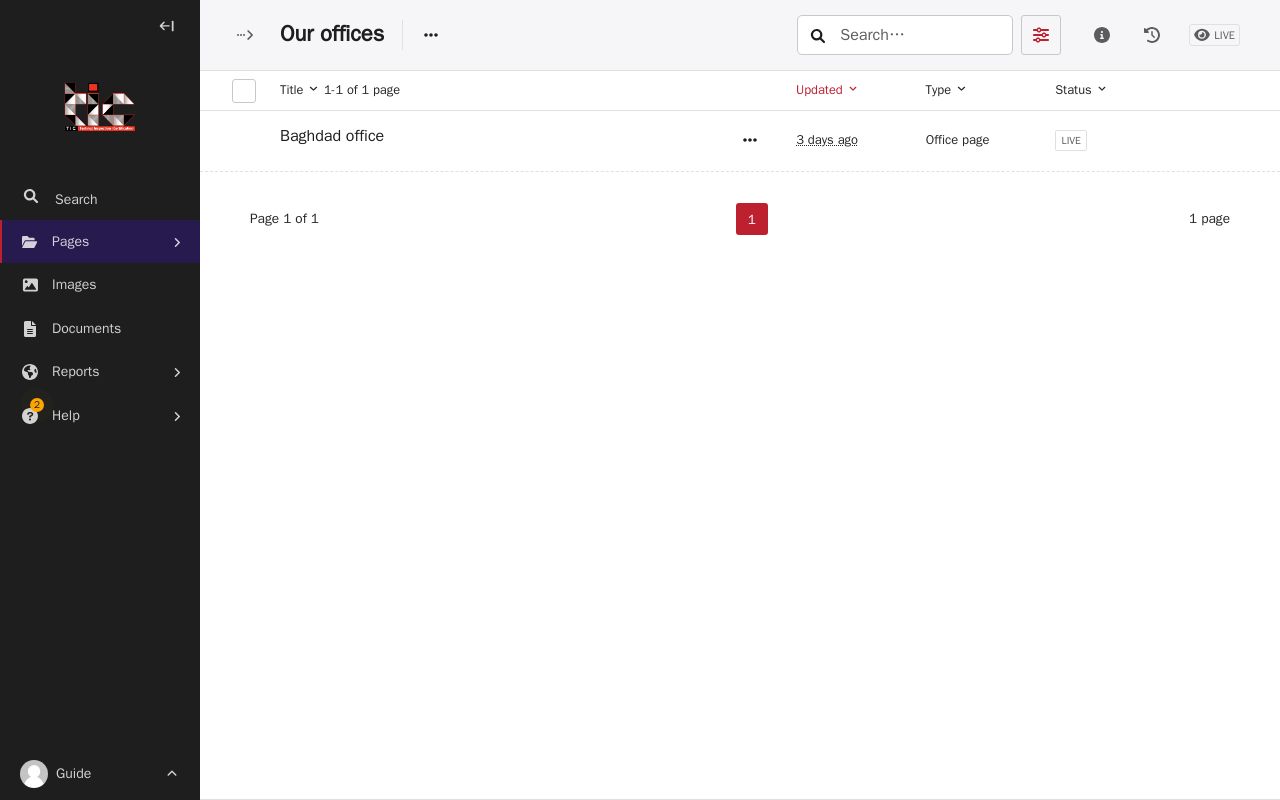 Our offices
Search…
LIVE
Title 1-1 of 1 page
Updated
Type
Status
Baghdad office
3 days ago
Office page
LIVE
Page 1 of 1
1
1 page
Search
Pages
Images
Documents
Reports
2
Help
Guide